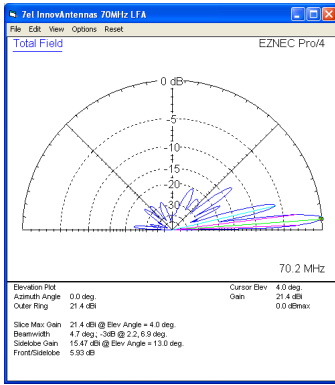 7el InnovAntennas 70MHz LFA
File Edit View Options Reset
Total Field
EZNEC Pro/4
0 dB
-5
-10
-15
-20
-30
70.2 MHz
Elevation Plot
Azimuth Angle 0.0 deg.
Outer Ring 21.4 dBi
Cursor Elev 4.0 deg.
Gain 21.4 dBi
0.0 dBmax
Slice Max Gain 21.4 dBi @ Elev Angle = 4.0 deg.
Beamwidth 4.7 deg.; -3dB @ 2.2, 6.9 deg.
Sidelobe Gain 15.47 dBi @ Elev Angle = 13.0 deg.
Front/Sidelobe 5.93 dB